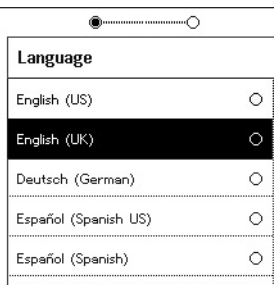 Language
English (US)
English (UK)
Deutsch (German)
Español (Spanish US)
Español (Spanish)